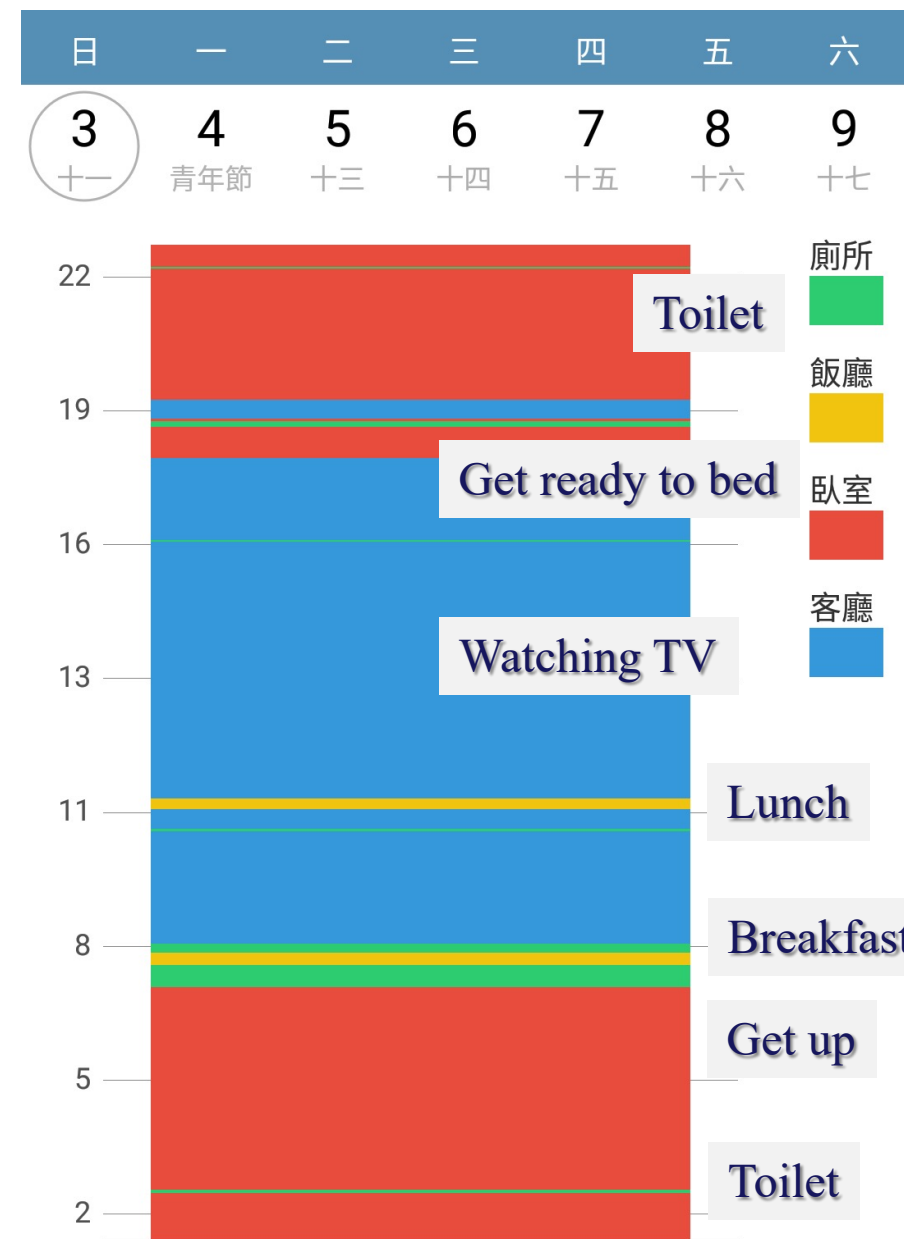 日 一 二 三 四 五 六
3 4 5 6 7 8 9
十一 青年節 十三 十四 十五 十六 十七
廁所
22
Toilet
飯廳
19
Get ready to bed
臥室
16
客廳
Watching TV
13
Lunch
11
Breakfast
8
Get up
5
Toilet
2